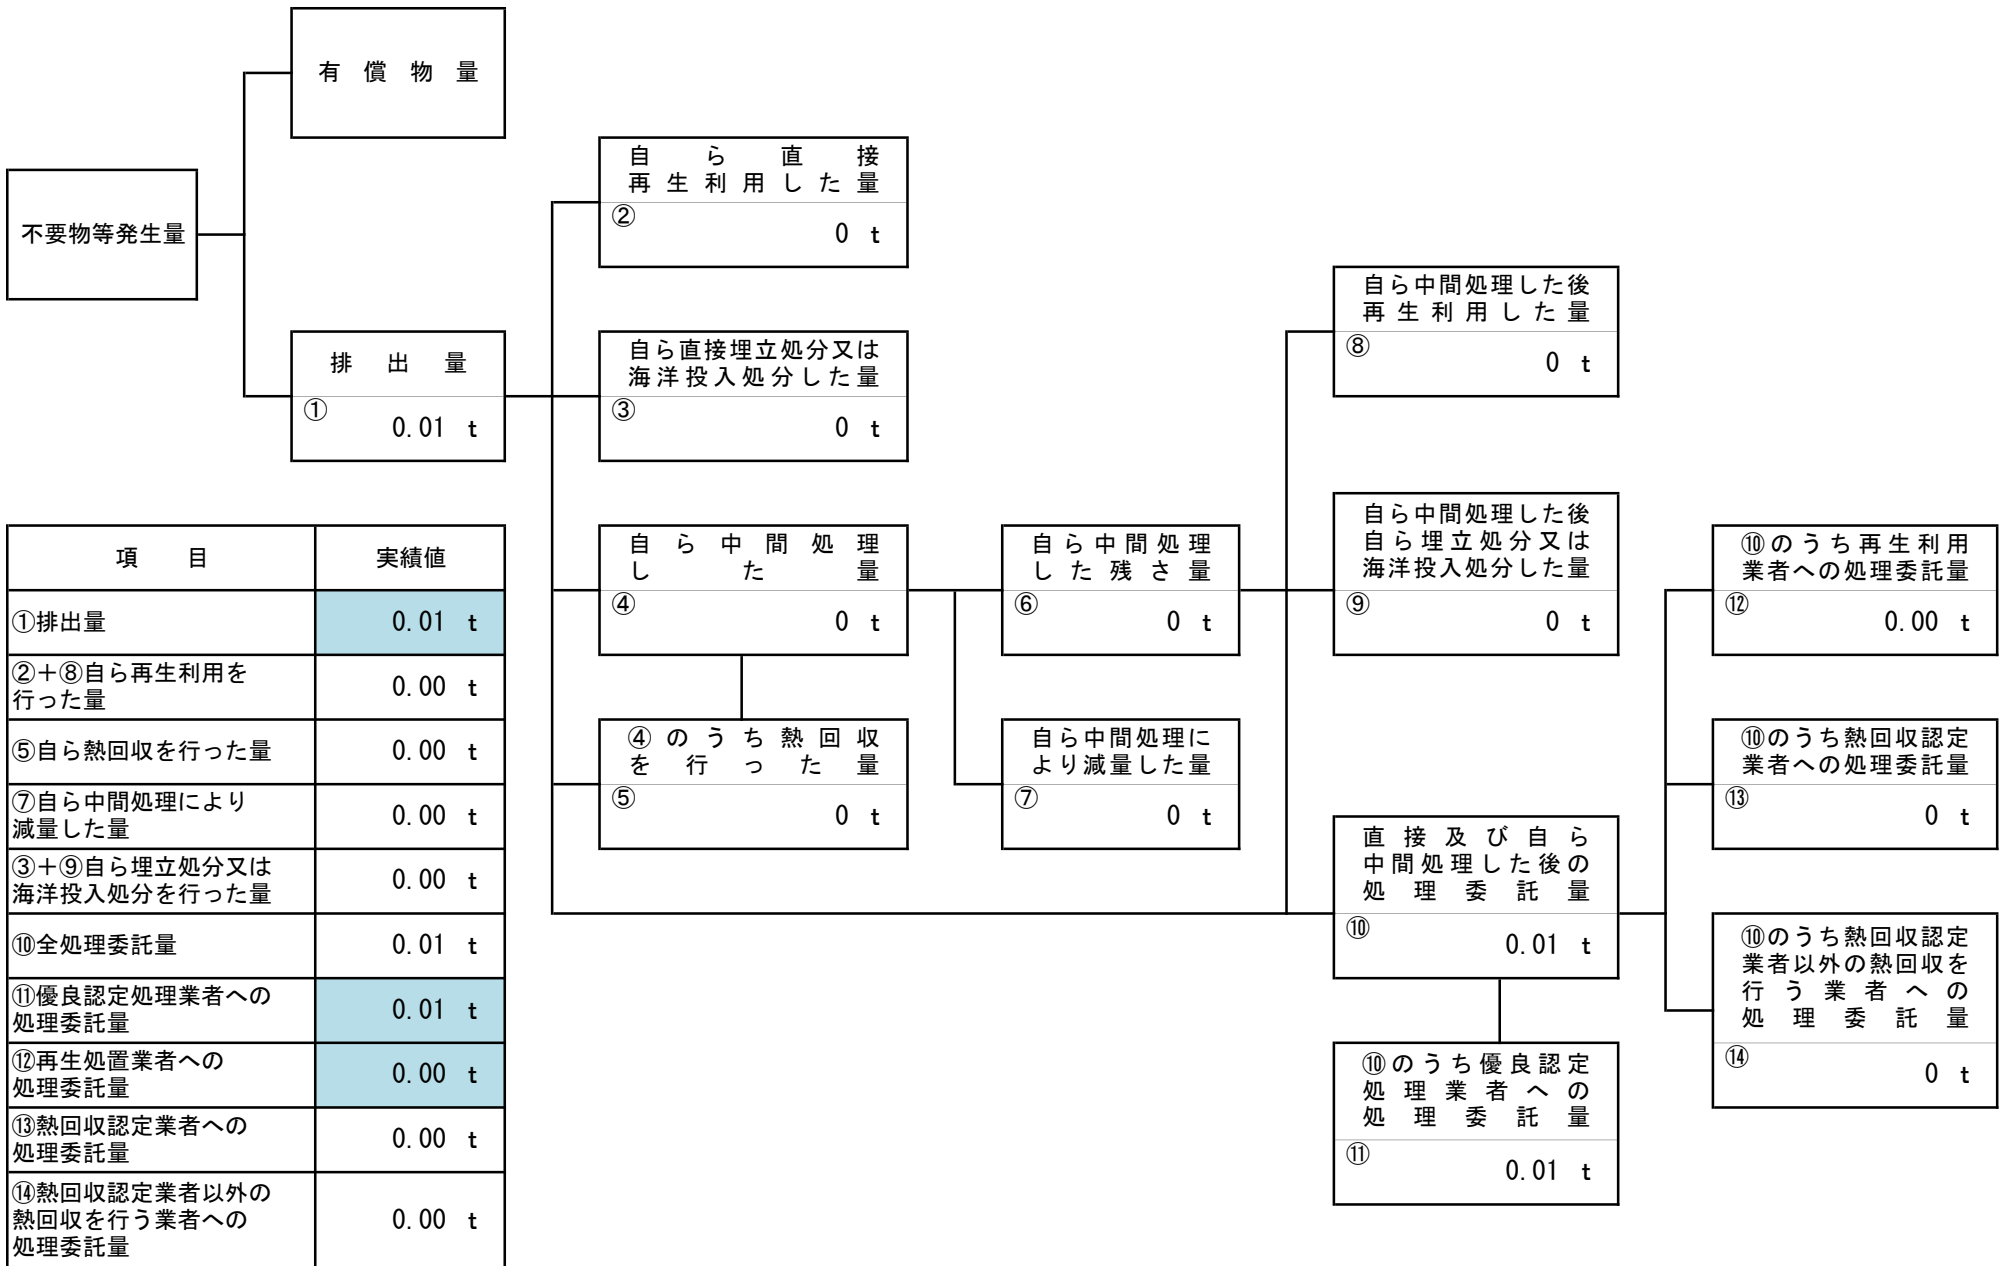 有償物量
自ら直接
再生利用した量
②
0 t
不要物等発生量
自ら中間処理した後
再生利用した量
⑧
0 t
排出量
①
0.01 t
自ら直接埋立処分又は
海洋投入処分した量
③
0 t
自ら中間処理
した量
④
0 t
自ら中間処理
した残さ量
⑥
0 t
自ら中間処理した後
自ら埋立処分又は
海洋投入処分した量
⑨
0 t
⑩のうち再生利用
業者への処理委託量
⑫
0.00 t
④のうち熱回収
を行った量
⑤
0 t
自ら中間処理に
より減量した量
⑦
0 t
⑩のうち熱回収認定
業者への処理委託量
⑬
0 t
直接及び自ら
中間処理した後の
処理委託量
⑩
0.01 t
⑩のうち熱回収認定
業者以外の熱回収を
行う業者への
処理委託量
⑭
0 t
⑩のうち優良認定
処理業者への
処理委託量
⑪
0.01 t
項目 実績値
①排出量 0.01 t
②＋⑧自ら再生利用を
行った量 0.00 t
⑤自ら熱回収を行った量 0.00 t
⑦自ら中間処理により
減量した量 0.00 t
③＋⑨自ら埋立処分又は
海洋投入処分を行った量 0.00 t
⑩全処理委託量 0.01 t
⑪優良認定処理業者への
処理委託量 0.01 t
⑫再生処置業者への
処理委託量 0.00 t
⑬熱回収認定業者への
処理委託量 0.00 t
⑭熱回収認定業者以外の
熱回収を行う業者への
処理委託量 0.00 t